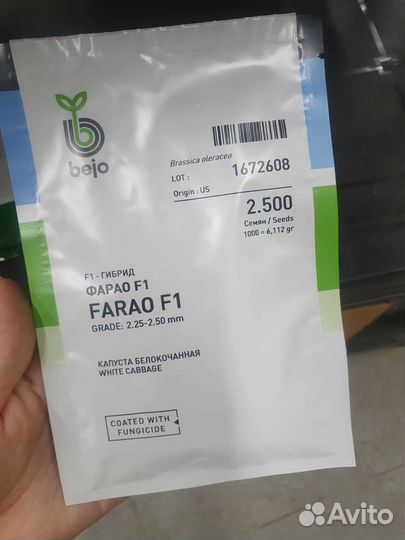 bejo
Brassica oleracea
LOT : 1672608
Origin : US
2.500
Семян / Seeds
1000 = 6,112 gr
F1 - ГИБРИД
ФАРАО F1
FARAO F1
GRADE: 2.25-2.50 mm
КАПУСТА БЕЛОКОЧАННАЯ
WHITE CABBAGE
COATED WITH
FUNGICIDE
Avito